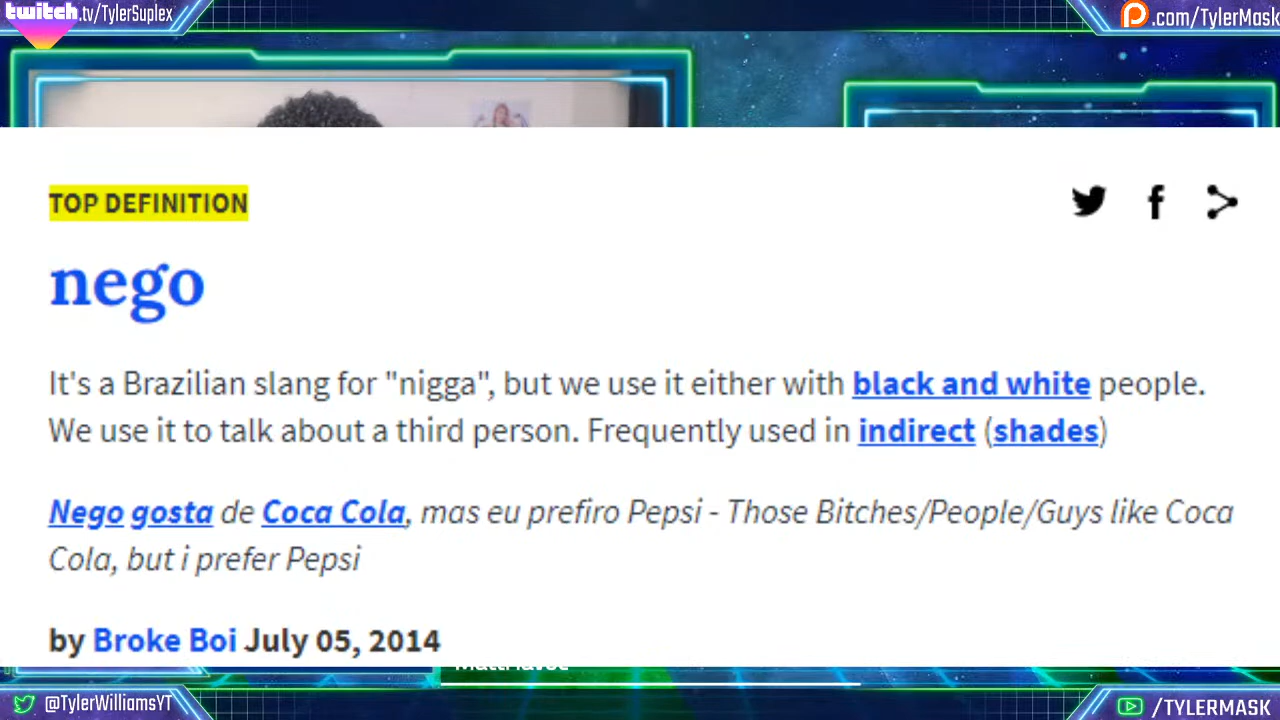 twitch.tv/TylerSuplex
.com/TylerMask
TOP DEFINITION
nego
It's a Brazilian slang for "nigga", but we use it either with black and white people.
We use it to talk about a third person. Frequently used in indirect (shades)
Nego gosta de Coca Cola, mas eu prefiro Pepsi - Those Bitches/People/Guys like Coca
Cola, but i prefer Pepsi
by Broke Boi July 05, 2014
@TylerWilliamsYT
/TYLERMASK